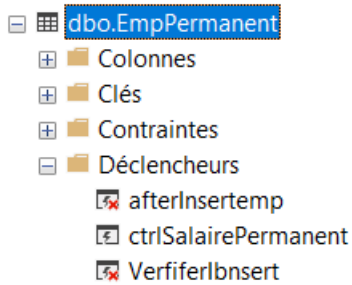 dbo.EmpPermanent
Colonnes
Clés
Contraintes
Déclencheurs
afterInsertemp
ctrlSalairePermanent
VerfiferIbnsert